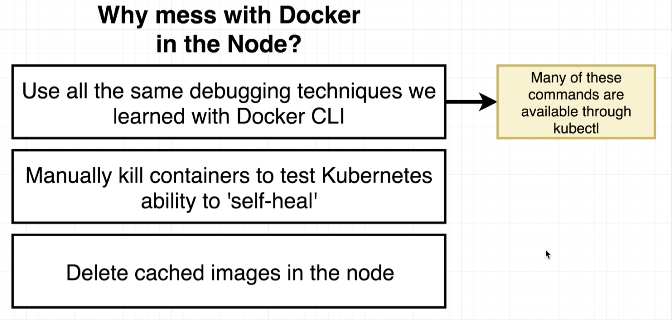 Why mess with Docker
in the Node?
Use all the same debugging techniques we
learned with Docker CLI
Many of these
commands are
available through
kubectl
Manually kill containers to test Kubernetes
ability to 'self-heal'
Delete cached images in the node